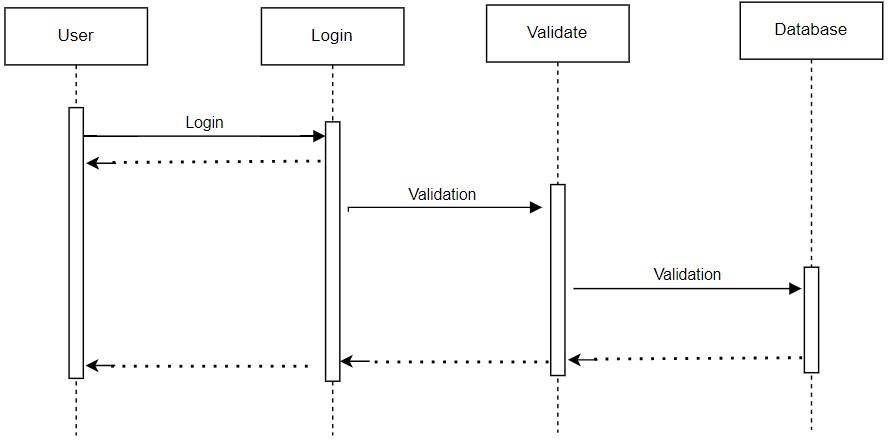 User
Login
Validate
Database
Login
Validation
Validation